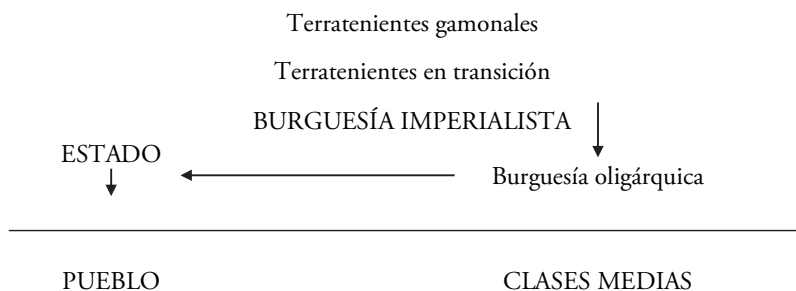 Terratenientes gamonales
Terratenientes en transición
BURGUESÍA IMPERIALISTA
ESTADO
Burguesía oligárquica
PUEBLO CLASES MEDIAS